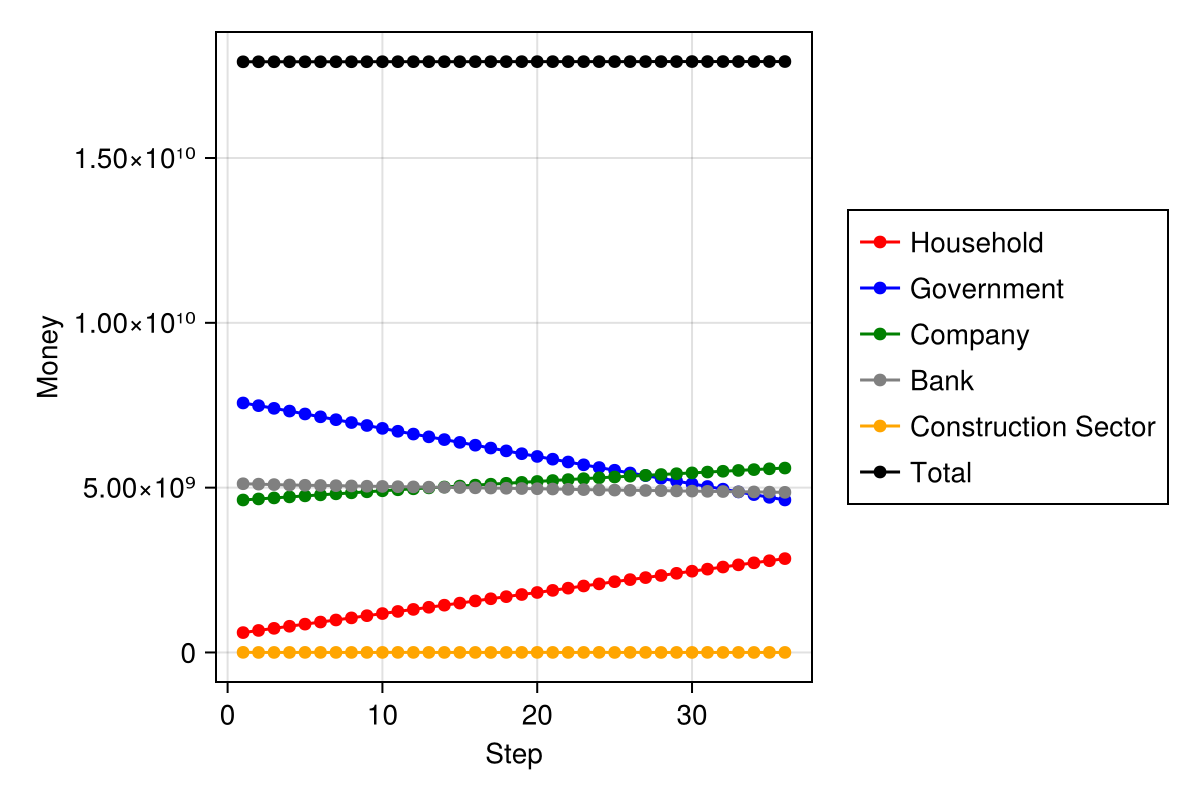 1.50×10¹⁰
1.00×10¹⁰
5.00×10⁹
0
Money
0 10 20 30
Step
Household
Government
Company
Bank
Construction Sector
Total